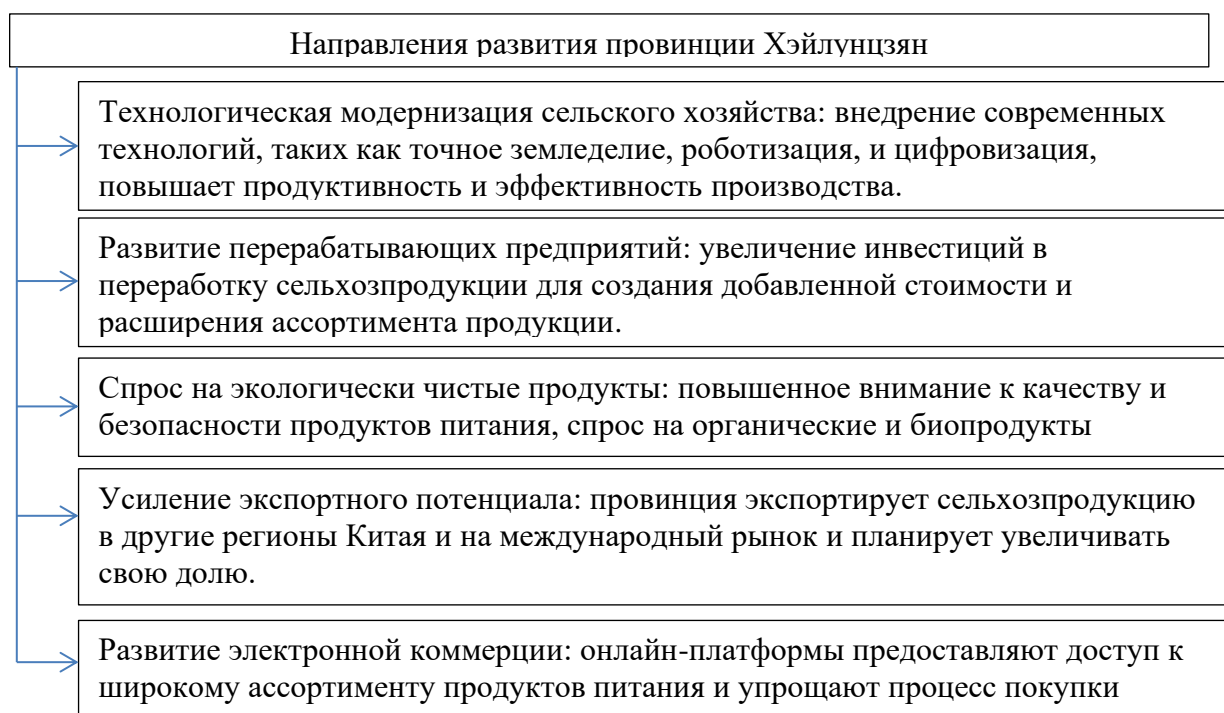 Направления развития провинции Хэйлунцзян
Технологическая модернизация сельского хозяйства: внедрение современных
технологий, таких как точное земледелие, роботизация, и цифровизация,
повышает продуктивность и эффективность производства.
Развитие перерабатывающих предприятий: увеличение инвестиций в
переработку сельхозпродукции для создания добавленной стоимости и
расширения ассортимента продукции.
Спрос на экологически чистые продукты: повышенное внимание к качеству и
безопасности продуктов питания, спрос на органические и биопродукты
Усиление экспортного потенциала: провинция экспортирует сельхозпродукцию
в другие регионы Китая и на международный рынок и планирует увеличивать
свою долю.
Развитие электронной коммерции: онлайн-платформы предоставляют доступ к
широкому ассортименту продуктов питания и упрощают процесс покупки